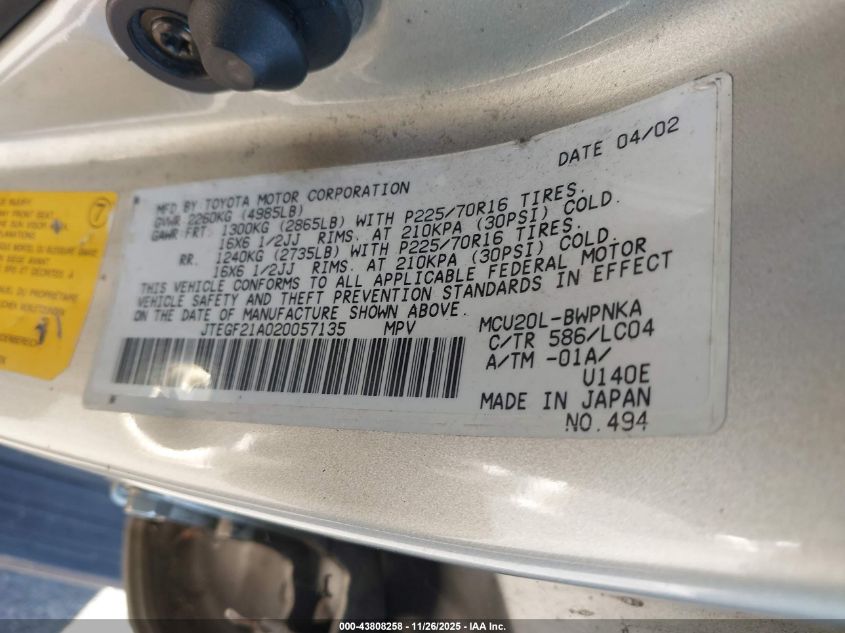 DATE 04/02
MFD BY TOYOTA MOTOR CORPORATION
GVWR 2260KG (4985LB)
GAWR FRT. 1300KG (2865LB) WITH P225/70R16 TIRES.
16X6 1/2JJ RIMS. AT 210KPA (30PSI) COLD.
RR. 1240KG (2735LB) WITH P225/70R16 TIRES.
16X6 1/2JJ RIMS. AT 210KPA (30PSI) COLD.
THIS VEHICLE CONFORMS TO ALL APPLICABLE FEDERAL MOTOR
VEHICLE SAFETY AND THEFT PREVENTION STANDARDS IN EFFECT
ON THE DATE OF MANUFACTURE SHOWN ABOVE.
JTEGF21A020057135 MPV
MCU20L-BWPNKA
C/TR 586/LC04
A/TM -01A/
U140E
MADE IN JAPAN
NO.494
7
000-43808258 - 11/26/2025 - IAA Inc.